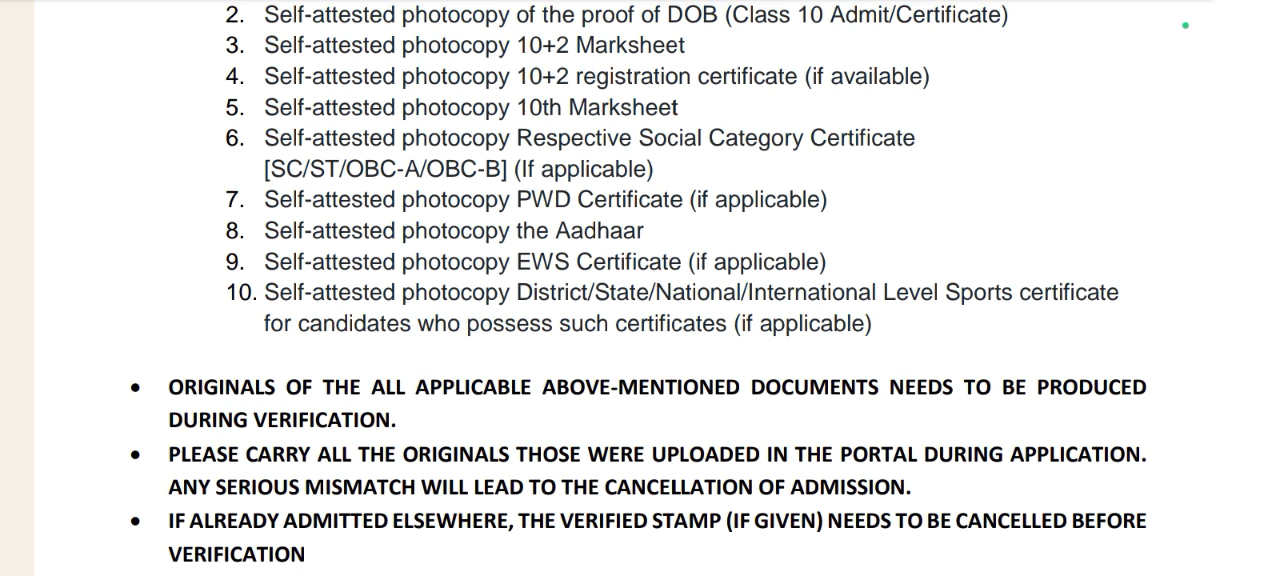 2. Self-attested photocopy of the proof of DOB (Class 10 Admit/Certificate)
3. Self-attested photocopy 10+2 Marksheet
4. Self-attested photocopy 10+2 registration certificate (if available)
5. Self-attested photocopy 10th Marksheet
6. Self-attested photocopy Respective Social Category Certificate
[SC/ST/OBC-A/OBC-B] (If applicable)
7. Self-attested photocopy PWD Certificate (if applicable)
8. Self-attested photocopy the Aadhaar
9. Self-attested photocopy EWS Certificate (if applicable)
10. Self-attested photocopy District/State/National/International Level Sports certificate
for candidates who possess such certificates (if applicable)
• ORIGINALS OF THE ALL APPLICABLE ABOVE-MENTIONED DOCUMENTS NEEDS TO BE PRODUCED
DURING VERIFICATION.
• PLEASE CARRY ALL THE ORIGINALS THOSE WERE UPLOADED IN THE PORTAL DURING APPLICATION.
ANY SERIOUS MISMATCH WILL LEAD TO THE CANCELLATION OF ADMISSION.
• IF ALREADY ADMITTED ELSEWHERE, THE VERIFIED STAMP (IF GIVEN) NEEDS TO BE CANCELLED BEFORE
VERIFICATION